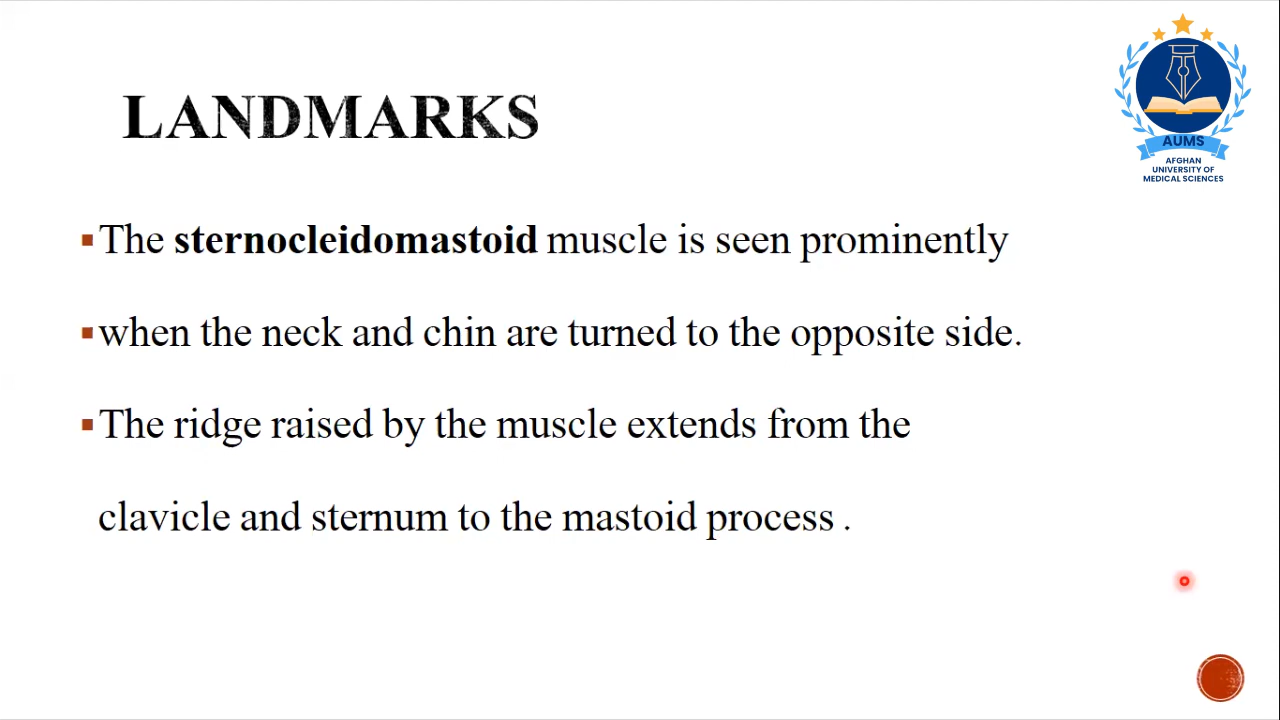 AUMS
AFGHAN
UNIVERSITY OF
MEDICAL SCIENCES
LANDMARKS
▪The sternocleidomastoid muscle is seen prominently
▪when the neck and chin are turned to the opposite side.
▪The ridge raised by the muscle extends from the
clavicle and sternum to the mastoid process .